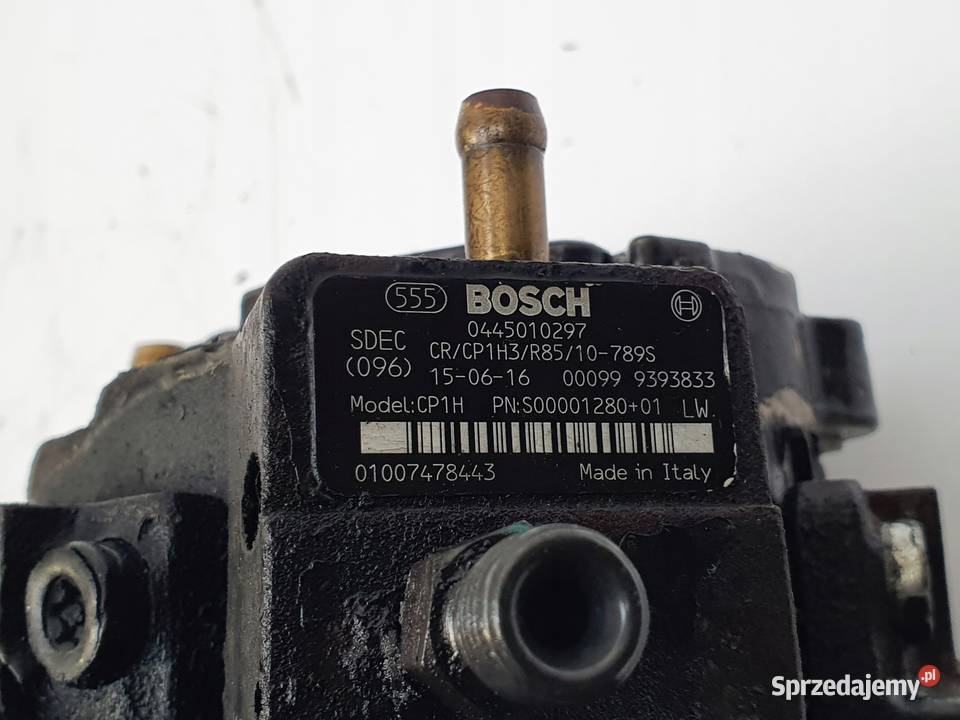 555 BOSCH
0445010297
SDEC CR/CP1H3/R85/10-789S
(096) 15-06-16 00099 9393833
Model:CP1H PN:S00001280+01 LW.
01007478443 Made in Italy
Sprzedajemy.pl